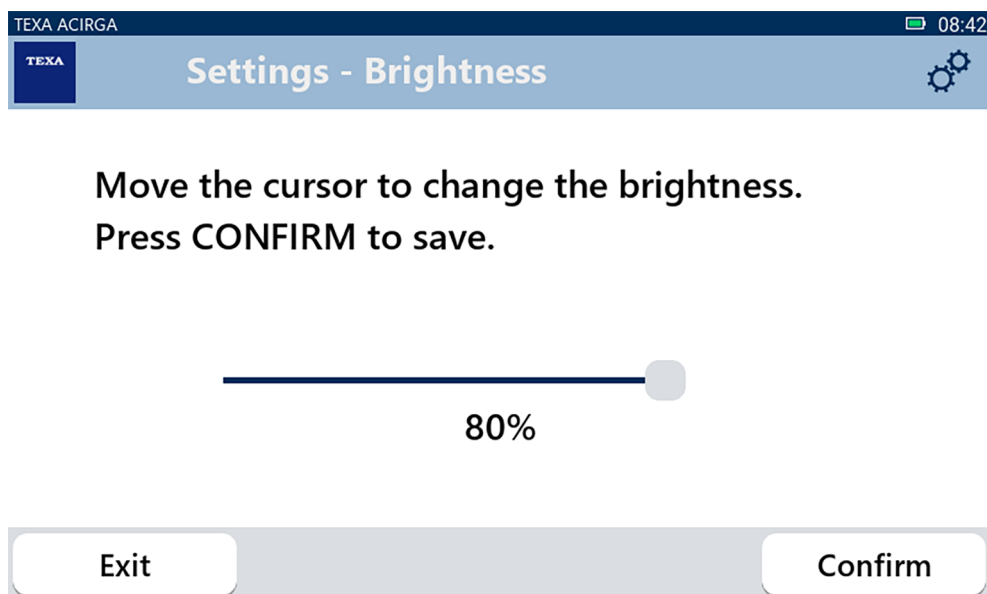 TEXA ACIRGA 08:42
TEXA
Settings - Brightness
Move the cursor to change the brightness.
Press CONFIRM to save.
80%
Exit Confirm